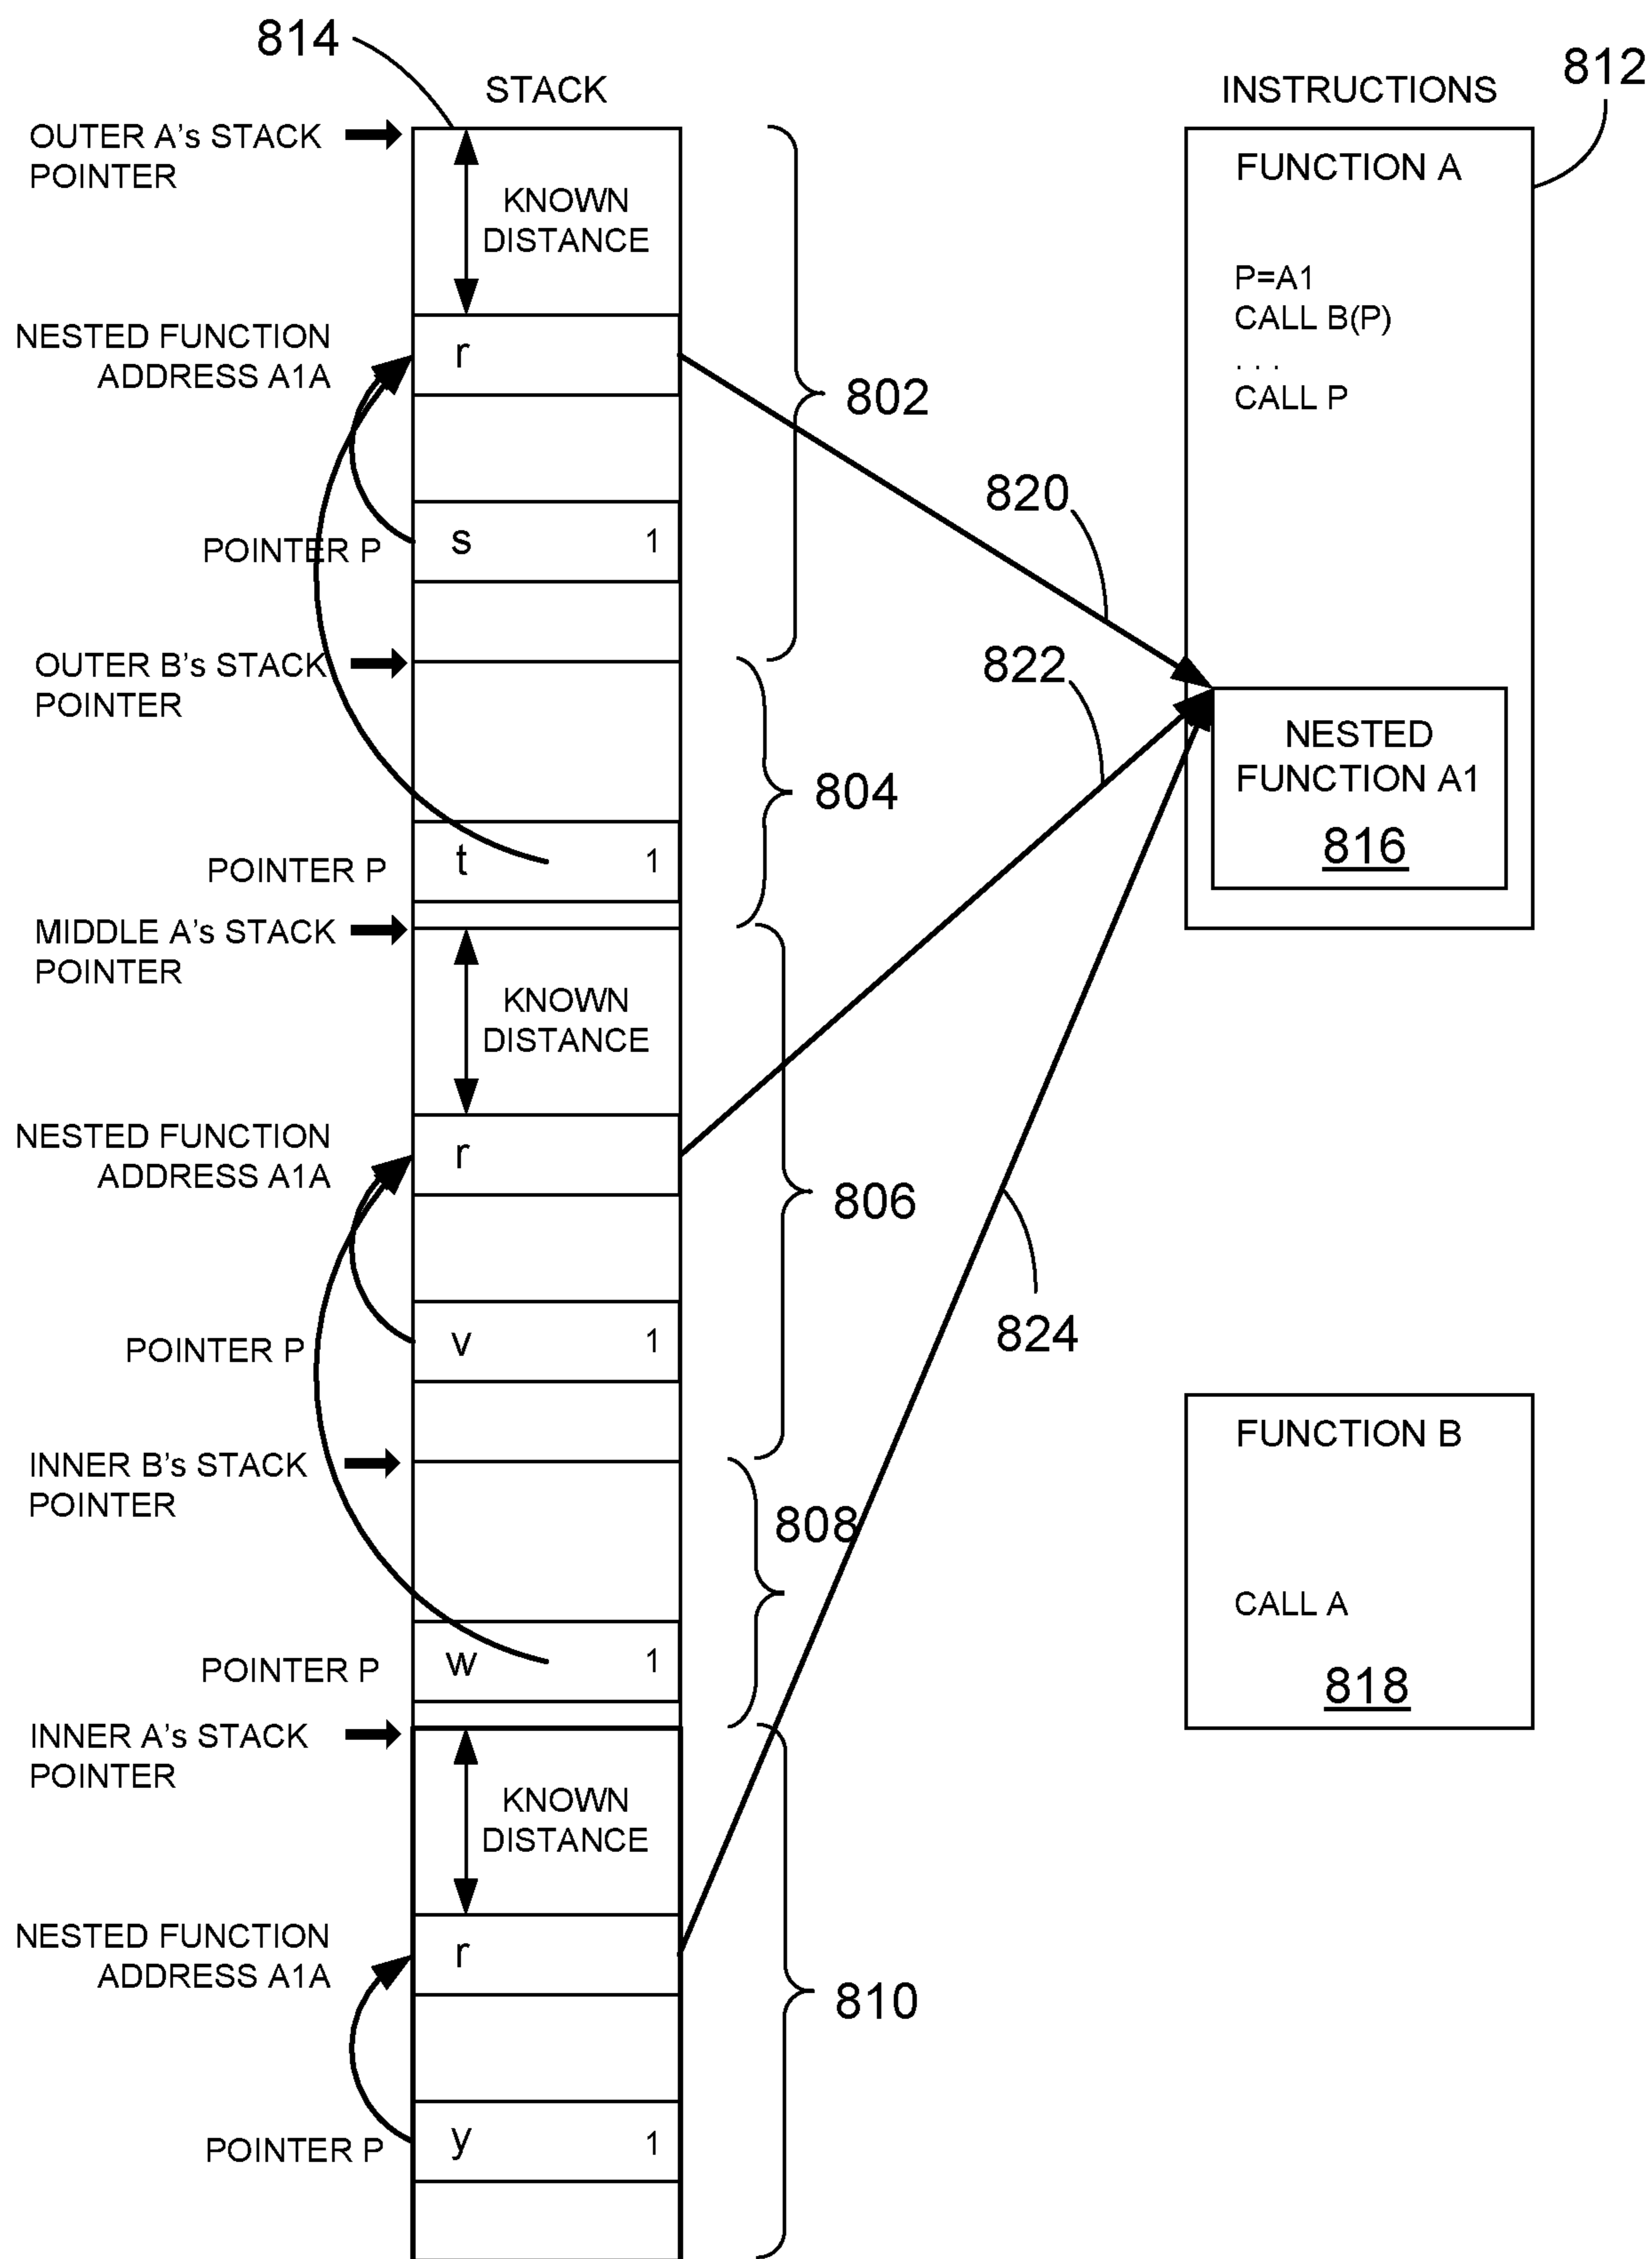 814
STACK
INSTRUCTIONS
812
OUTER A's STACK
POINTER
FUNCTION A
KNOWN
DISTANCE
P=A1
CALL B(P)
. . .
CALL P
NESTED FUNCTION
ADDRESS A1A
r
802
820
POINTER P
s 1
OUTER B's STACK
POINTER
822
NESTED
FUNCTION A1
816
804
POINTER P
t 1
MIDDLE A's STACK
POINTER
KNOWN
DISTANCE
NESTED FUNCTION
ADDRESS A1A
r
806
824
POINTER P
v 1
INNER B's STACK
POINTER
808
FUNCTION B
CALL A
818
POINTER P
w 1
INNER A's STACK
POINTER
KNOWN
DISTANCE
NESTED FUNCTION
ADDRESS A1A
r
810
POINTER P
y 1